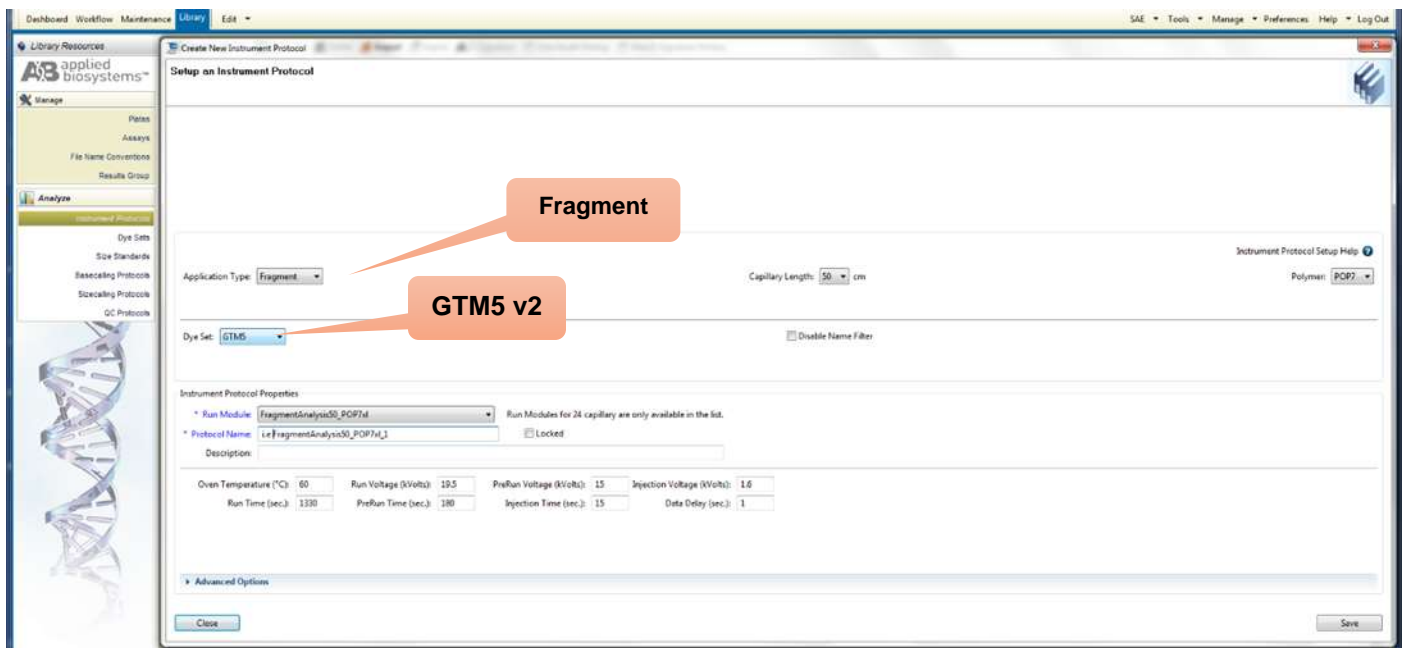 Dashboard Workflow Maintenance Library Edit SAE Tools Manage Preferences Help Log Out
Library Resources
applied
biosystems™
Manage
Plates
Assays
File Name Conventions
Results Group
Analyze
Instrument Protocols
Dye Sets
Size Standards
Basecalling Protocols
Sizecalling Protocols
QC Protocols
Create New Instrument Protocol
Setup an Instrument Protocol
Fragment
Instrument Protocol Setup Help
Application Type: Fragment Capillary Length: 50 cm Polymer: POP7
GTM5 v2
Dye Set: GTM5 Disable Name Filter
Instrument Protocol Properties
* Run Module: FragmentAnalysis50_POP7xl Run Modules for 24 capillary are only available in the list.
* Protocol Name: i.e FragmentAnalysis50_POP7xl_1 Locked
Description:
Oven Temperature (°C): 60 Run Voltage (kVolts): 19.5 PreRun Voltage (kVolts): 15 Injection Voltage (kVolts): 1.6
Run Time (sec.): 1330 PreRun Time (sec.): 180 Injection Time (sec.): 15 Data Delay (sec.): 1
Advanced Options
Close Save